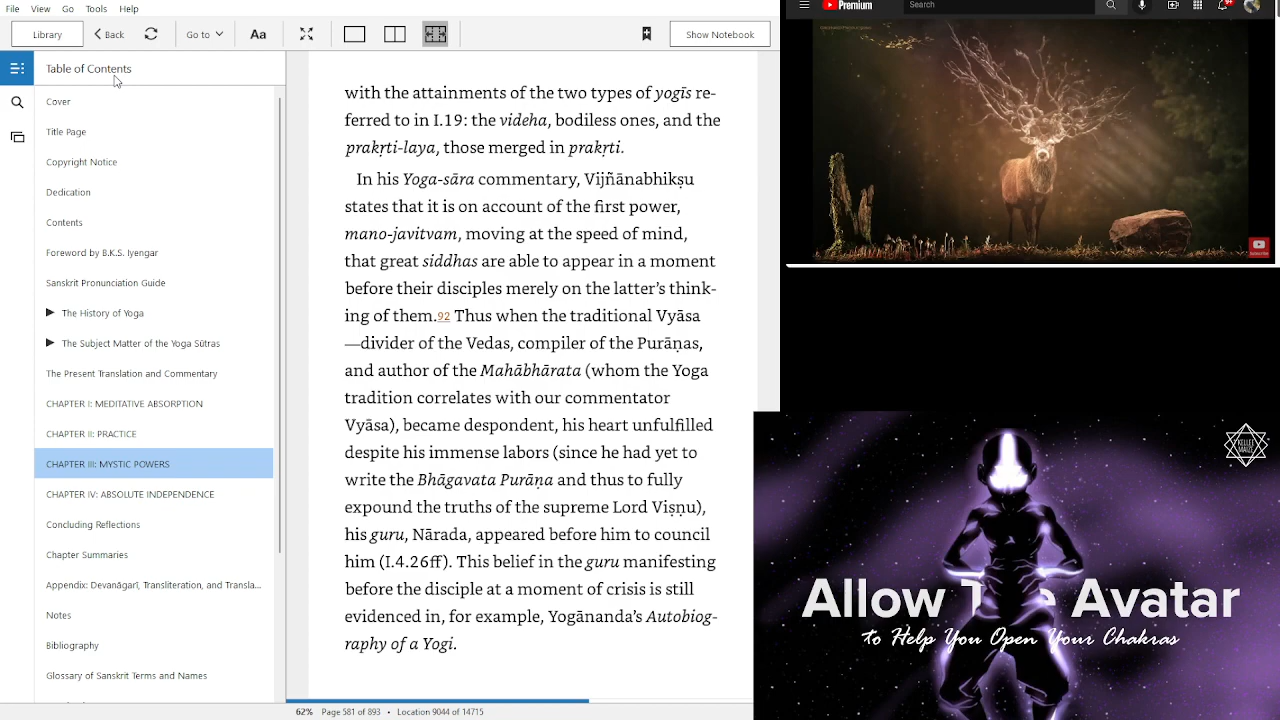 File View Go Tools Help
Library Back Go to Aa Show Notebook
Table of Contents
Cover
Title Page
Copyright Notice
Dedication
Contents
Foreword by B.K.S. Iyengar
Sanskrit Pronunciation Guide
The History of Yoga
The Subject Matter of the Yoga Sūtras
The Present Translation and Commentary
CHAPTER I: MEDITATIVE ABSORPTION
CHAPTER II: PRACTICE
CHAPTER III: MYSTIC POWERS
CHAPTER IV: ABSOLUTE INDEPENDENCE
Concluding Reflections
Chapter Summaries
Appendix: Devanāgarī, Transliteration, and Transla...
Notes
Bibliography
Glossary of Sanskrit Terms and Names
with the attainments of the two types of yogīs re-
ferred to in I.19: the videha, bodiless ones, and the
prakṛti-laya, those merged in prakṛti.
In his Yoga-sāra commentary, Vijñānabhikṣu
states that it is on account of the first power,
mano-javitvam, moving at the speed of mind,
that great siddhas are able to appear in a moment
before their disciples merely on the latter's think-
ing of them.92 Thus when the traditional Vyāsa
—divider of the Vedas, compiler of the Purāṇas,
and author of the Mahābhārata (whom the Yoga
tradition correlates with our commentator
Vyāsa), became despondent, his heart unfulfilled
despite his immense labors (since he had yet to
write the Bhāgavata Purāṇa and thus to fully
expound the truths of the supreme Lord Viṣṇu),
his guru, Nārada, appeared before him to council
him (I.4.26ff). This belief in the guru manifesting
before the disciple at a moment of crisis is still
evidenced in, for example, Yogānanda's Autobiog-
raphy of a Yogi.
62% Page 581 of 893 • Location 9044 of 14715
Premium Search 9+
Subscribe
Allow The Avatar
to Help You Open Your Chakras